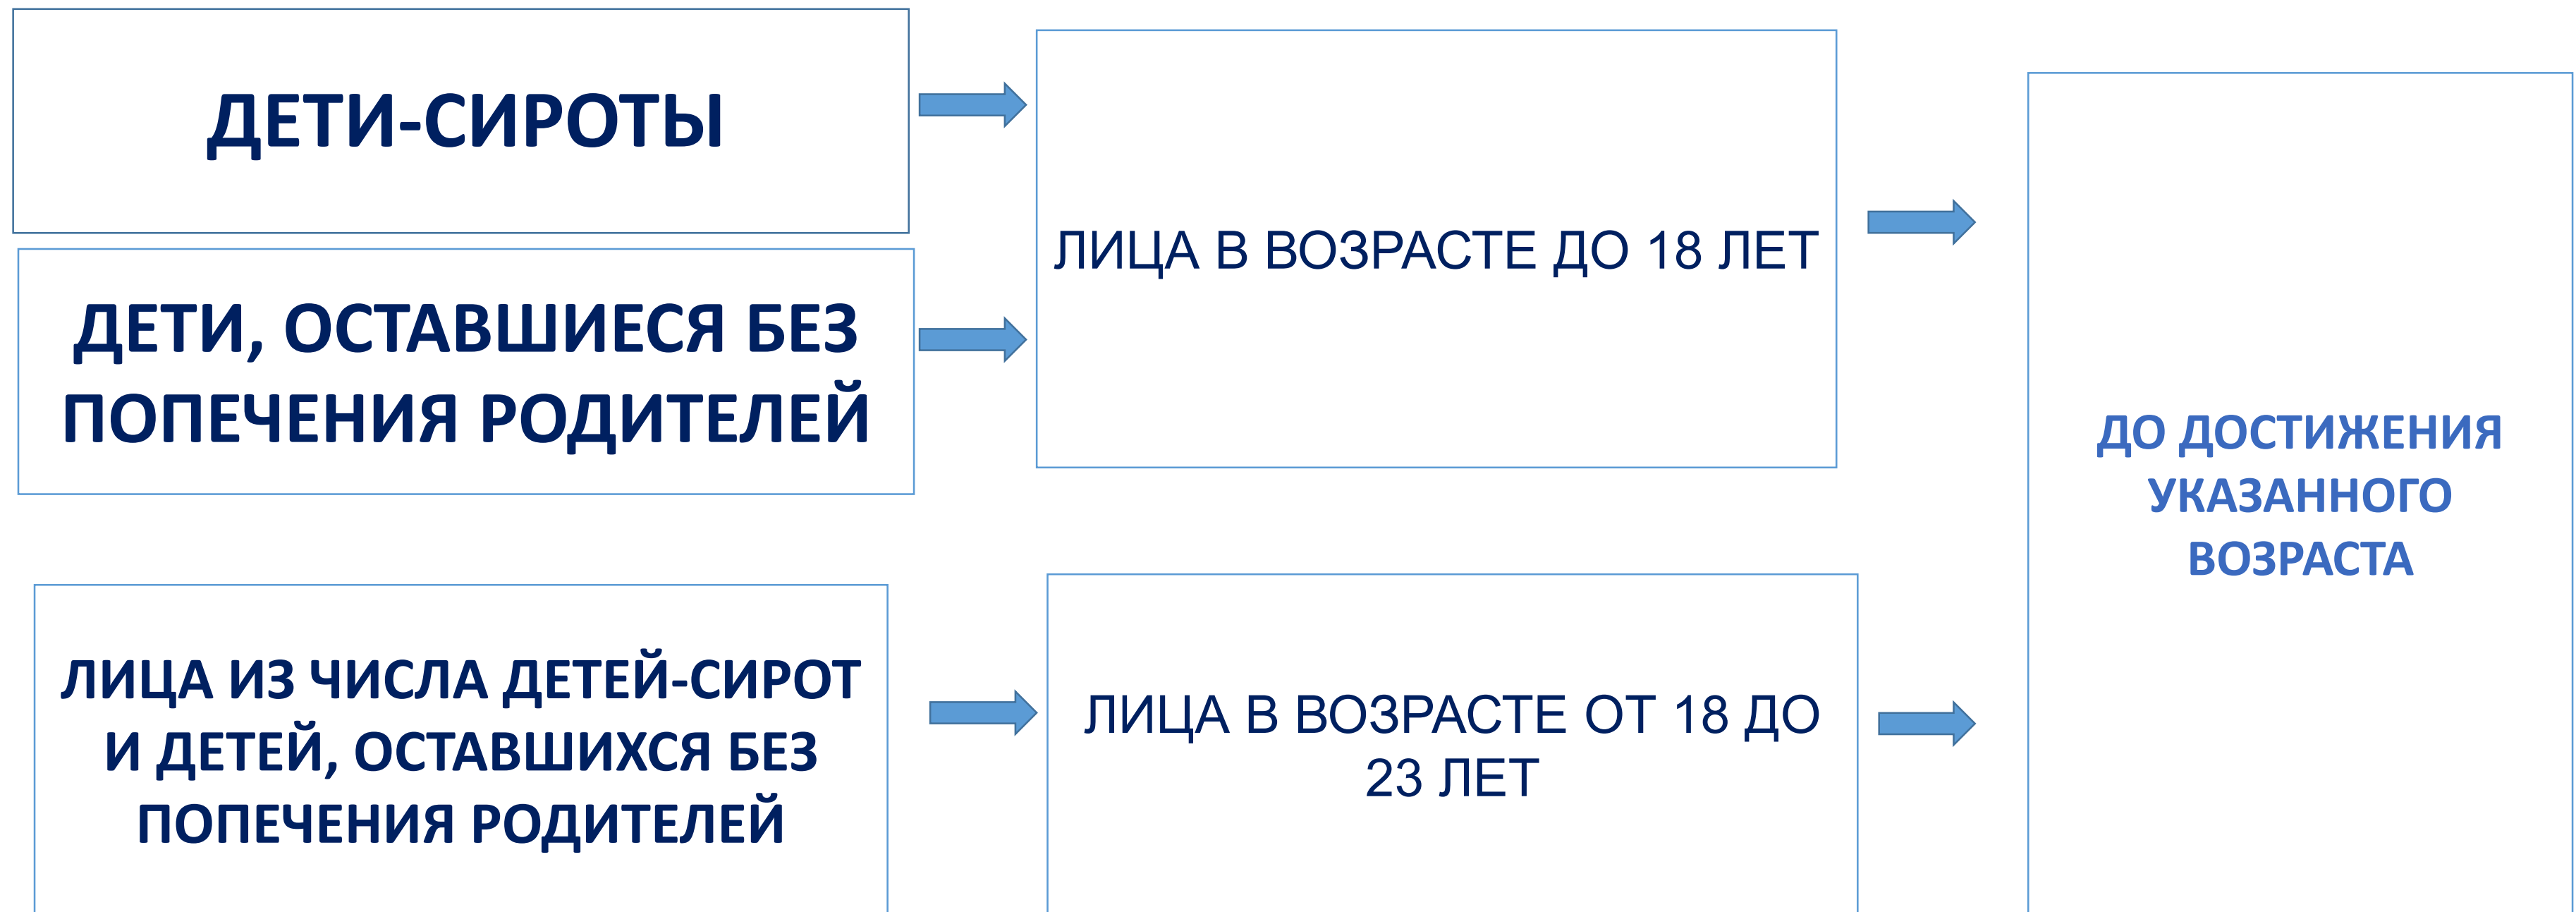 ДЕТИ-СИРОТЫ
ДЕТИ, ОСТАВШИЕСЯ БЕЗ
ПОПЕЧЕНИЯ РОДИТЕЛЕЙ
ЛИЦА В ВОЗРАСТЕ ДО 18 ЛЕТ
ЛИЦА ИЗ ЧИСЛА ДЕТЕЙ-СИРОТ
И ДЕТЕЙ, ОСТАВШИХСЯ БЕЗ
ПОПЕЧЕНИЯ РОДИТЕЛЕЙ
ЛИЦА В ВОЗРАСТЕ ОТ 18 ДО
23 ЛЕТ
ДО ДОСТИЖЕНИЯ
УКАЗАННОГО
ВОЗРАСТА